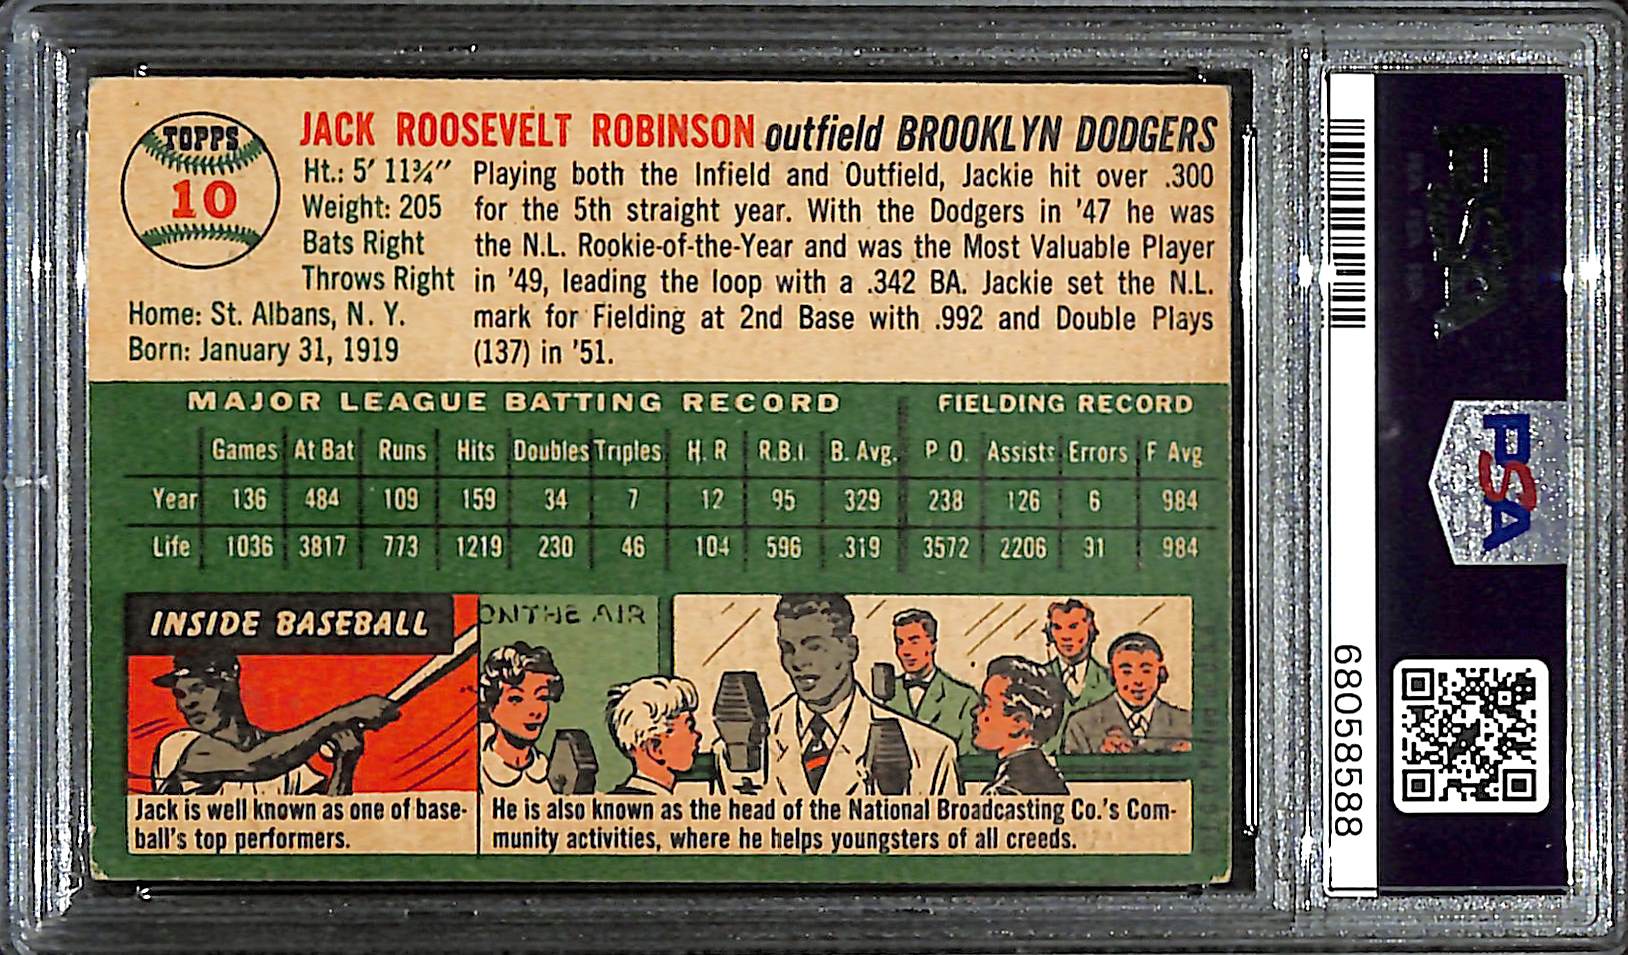 TOPPS
10
JACK ROOSEVELT ROBINSON outfield BROOKLYN DODGERS
Ht.: 5' 11¾"
Weight: 205
Bats Right
Throws Right
Home: St. Albans, N. Y.
Born: January 31, 1919
Playing both the Infield and Outfield, Jackie hit over .300
for the 5th straight year. With the Dodgers in '47 he was
the N.L. Rookie-of-the-Year and was the Most Valuable Player
in '49, leading the loop with a .342 BA. Jackie set the N.L.
mark for Fielding at 2nd Base with .992 and Double Plays
(137) in '51.
MAJOR LEAGUE BATTING RECORD FIELDING RECORD
Games At Bat Runs Hits Doubles Triples H. R R.B.I. B. Avg. P. O. Assists Errors F Avg
Year 136 484 109 159 34 7 12 95 329 238 126 6 984
Life 1036 3817 773 1219 230 46 104 596 .319 3572 2206 91 984
INSIDE BASEBALL
ON THE AIR
Jack is well known as one of base-
ball's top performers.
He is also known as the head of the National Broadcasting Co.'s Com-
munity activities, where he helps youngsters of all creeds.
PSA
PSA
68058588